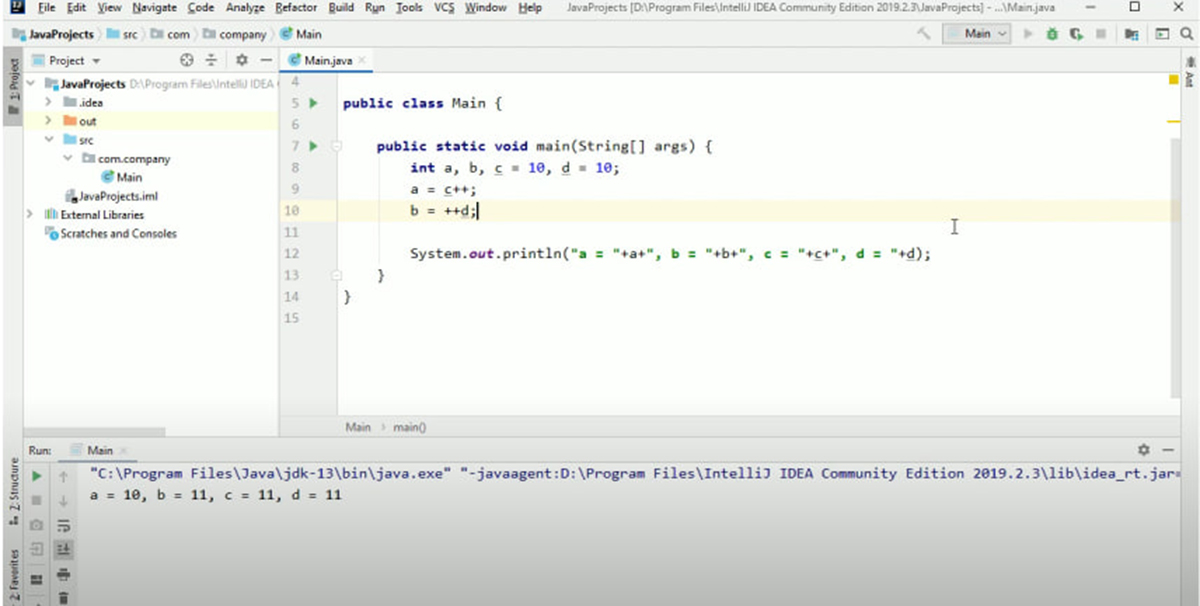 File Edit View Navigate Code Analyze Refactor Build Run Tools VCS Window Help JavaProjects [D:\Program Files\IntelliJ IDEA Community Edition 2019.2.3\JavaProjects] - ...\Main.java
JavaProjects src com company Main Main
1: Project
Project
Main.java
Ant
JavaProjects D:\Program Files\IntelliJ IDEA
.idea
out
src
com.company
Main
JavaProjects.iml
External Libraries
Scratches and Consoles
4
5 public class Main {
6
7 public static void main(String[] args) {
8 int a, b, c = 10, d = 10;
9 a = c++;
10 b = ++d;
11
12 System.out.println("a = "+a+", b = "+b+", c = "+c+", d = "+d);
13 }
14 }
15
Main main()
Run: Main
2: Structure
2: Favorites
"C:\Program Files\Java\jdk-13\bin\java.exe" "-javaagent:D:\Program Files\IntelliJ IDEA Community Edition 2019.2.3\lib\idea_rt.jar=
a = 10, b = 11, c = 11, d = 11